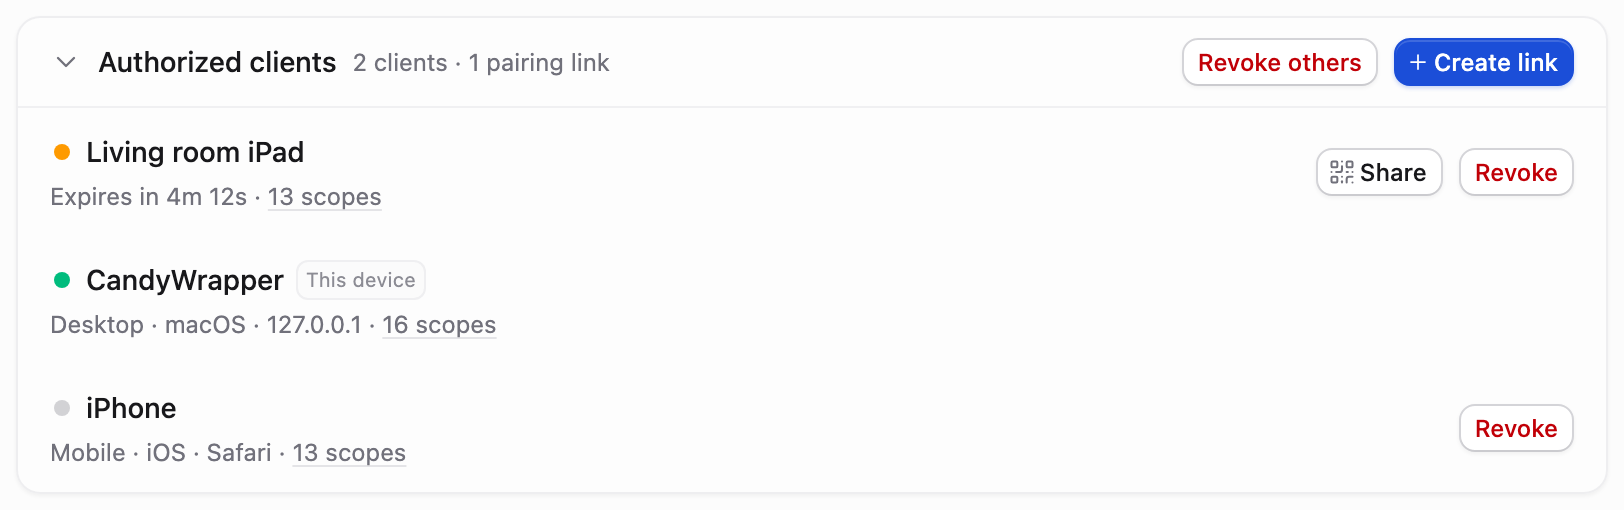 Authorized clients 2 clients · 1 pairing link
Revoke others
+ Create link
Living room iPad
Expires in 4m 12s · 13 scopes
Share
Revoke
CandyWrapper This device
Desktop · macOS · 127.0.0.1 · 16 scopes
iPhone
Mobile · iOS · Safari · 13 scopes
Revoke